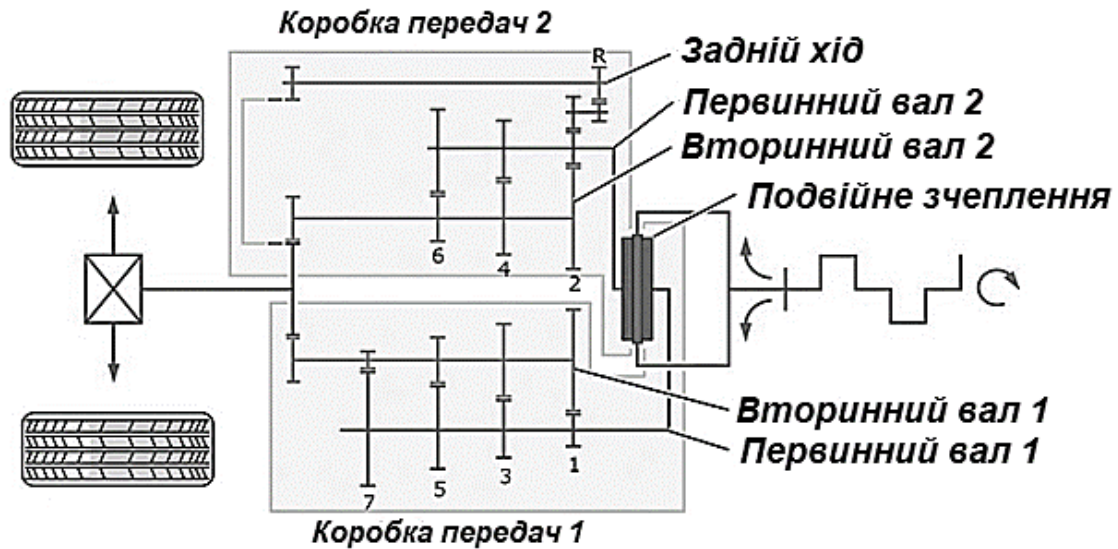 Коробка передач 2
R
Задній хід
Первинний вал 2
Вторинний вал 2
Подвійне зчеплення
6
4
2
Вторинний вал 1
Первинний вал 1
7
5
3
1
Коробка передач 1